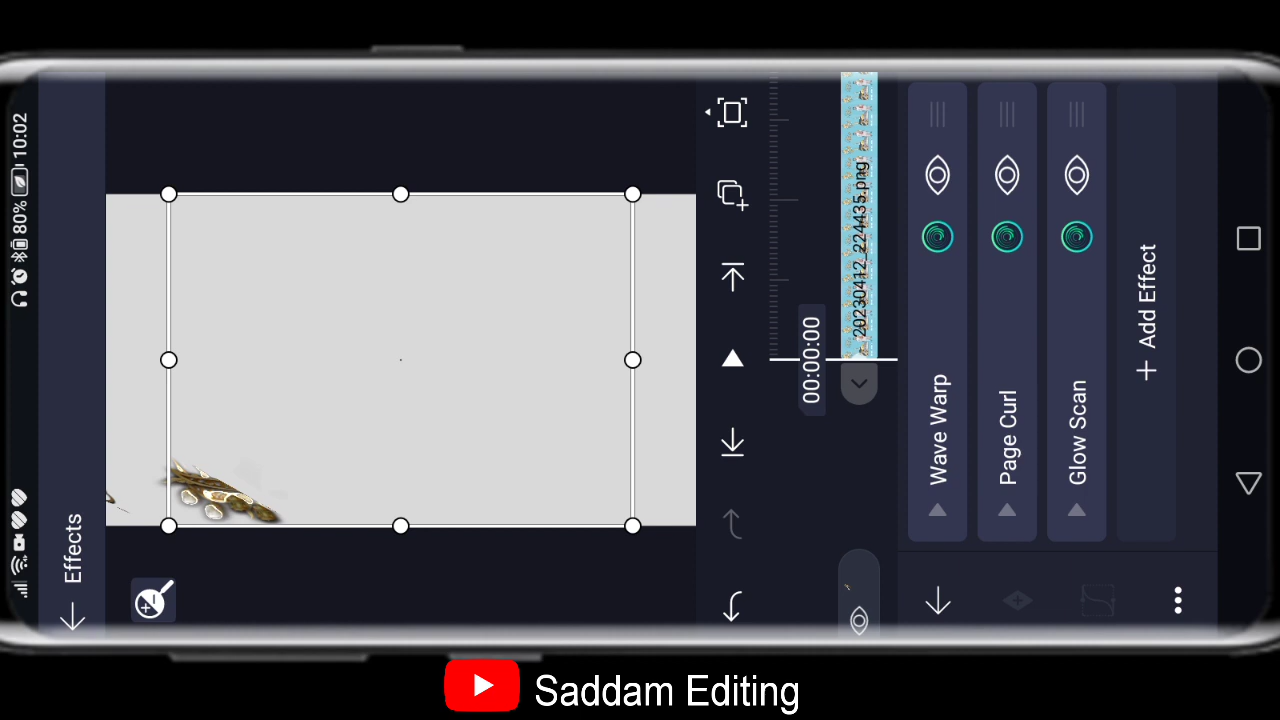 10:02
80%
Effects
20230412_224435.png
00:00:00
Wave Warp
Page Curl
Glow Scan
+ Add Effect
Saddam Editing